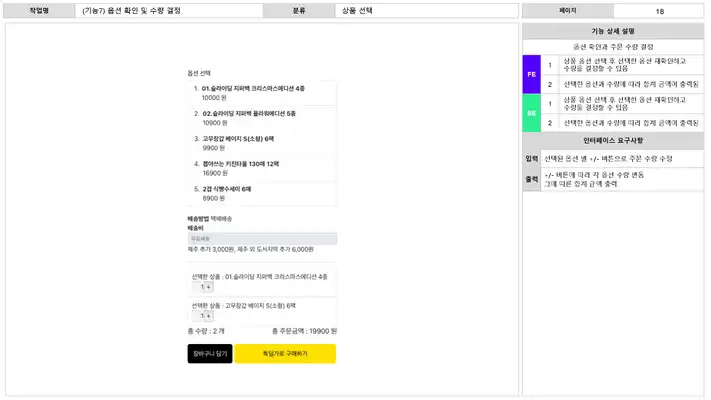 작업명
(기능7) 옵션 확인 및 수량 결정
분류
상품 선택
페이지
18
옵션 선택
1. 01.슬라이딩 지퍼백 크리스마스에디션 4종
10000 원
2. 02.슬라이딩 지퍼백 플라워에디션 5종
10900 원
3. 고무장갑 베이지 S(소형) 6팩
9900 원
4. 뽑아쓰는 키친타올 130매 12팩
16900 원
5. 2겹 식빵수세미 6매
8900 원
배송방법 택배배송
배송비
무료배송
제주 추가 3,000원, 제주 외 도서지역 추가 6,000원
선택한 상품 : 01.슬라이딩 지퍼백 크리스마스에디션 4종
1 +
선택한 상품 : 고무장갑 베이지 S(소형) 6팩
1 +
총 수량 : 2 개
총 주문금액 : 19900 원
장바구니 담기
톡딜가로 구매하기
기능 상세 설명
옵션 확인과 주문 수량 결정
FE
1 상품 옵션 선택 후 선택한 옵션 재확인하고
수량을 결정할 수 있음
2 선택한 옵션과 수량에 따라 합계 금액이 출력됨
BE
1 상품 옵션 선택 후 선택한 옵션 재확인하고
수량을 결정할 수 있음
2 선택한 옵션과 수량에 따라 합계 금액이 출력됨
인터페이스 요구사항
입력 선택된 옵션 별 +/- 버튼으로 주문 수량 수정
출력 +/- 버튼에 따라 각 옵션 수량 변동
그에 따른 합계 금액 출력